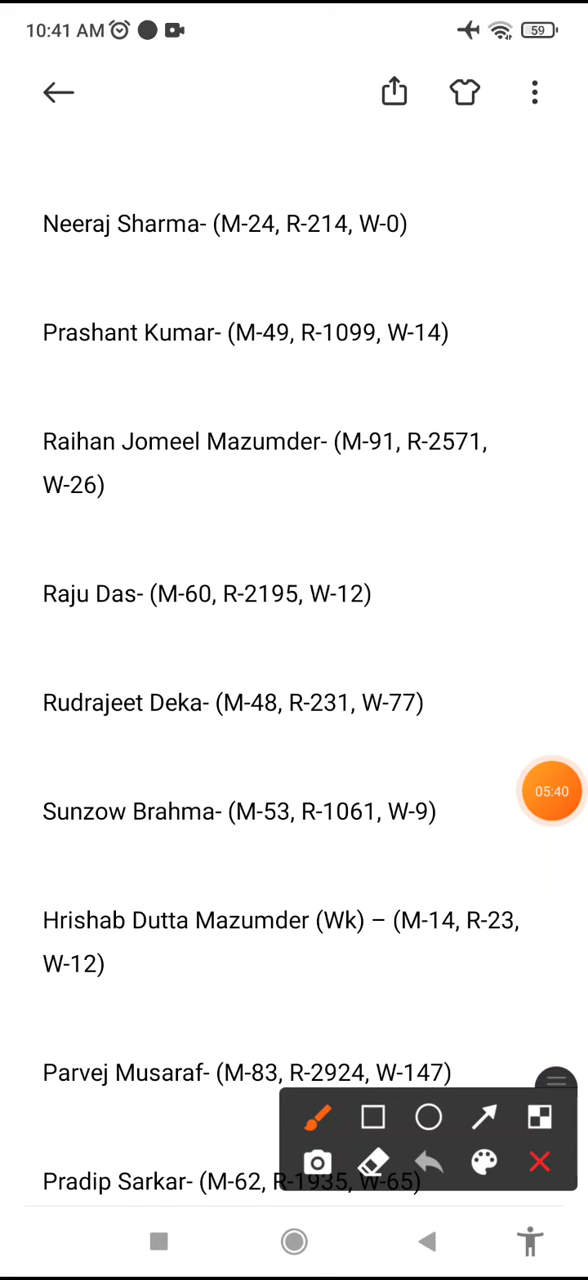 10:41 AM
59
Neeraj Sharma- (M-24, R-214, W-0)
Prashant Kumar- (M-49, R-1099, W-14)
Raihan Jomeel Mazumder- (M-91, R-2571,
W-26)
Raju Das- (M-60, R-2195, W-12)
Rudrajeet Deka- (M-48, R-231, W-77)
05:40
Sunzow Brahma- (M-53, R-1061, W-9)
Hrishab Dutta Mazumder (Wk) – (M-14, R-23,
W-12)
Parvej Musaraf- (M-83, R-2924, W-147)
Pradip Sarkar- (M-62, R-1935, W-65)